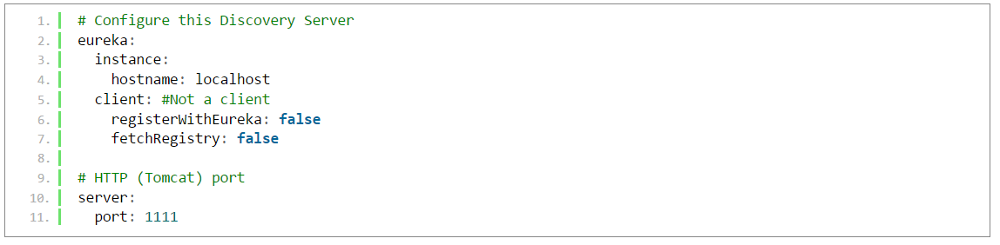 1. # Configure this Discovery Server
2. eureka:
3.   instance:
4.     hostname: localhost
5.   client: #Not a client
6.     registerWithEureka: false
7.     fetchRegistry: false
8.
9. # HTTP (Tomcat) port
10. server:
11.   port: 1111